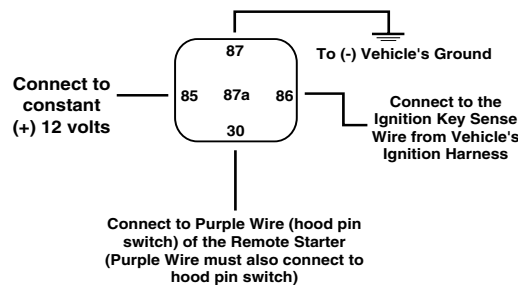 87
To (-) Vehicle's Ground
Connect to
constant
(+) 12 volts
85 87a 86
30
Connect to the
Ignition Key Sense
Wire from Vehicle's
Ignition Harness
Connect to Purple Wire (hood pin
switch) of the Remote Starter
(Purple Wire must also connect to
hood pin switch)